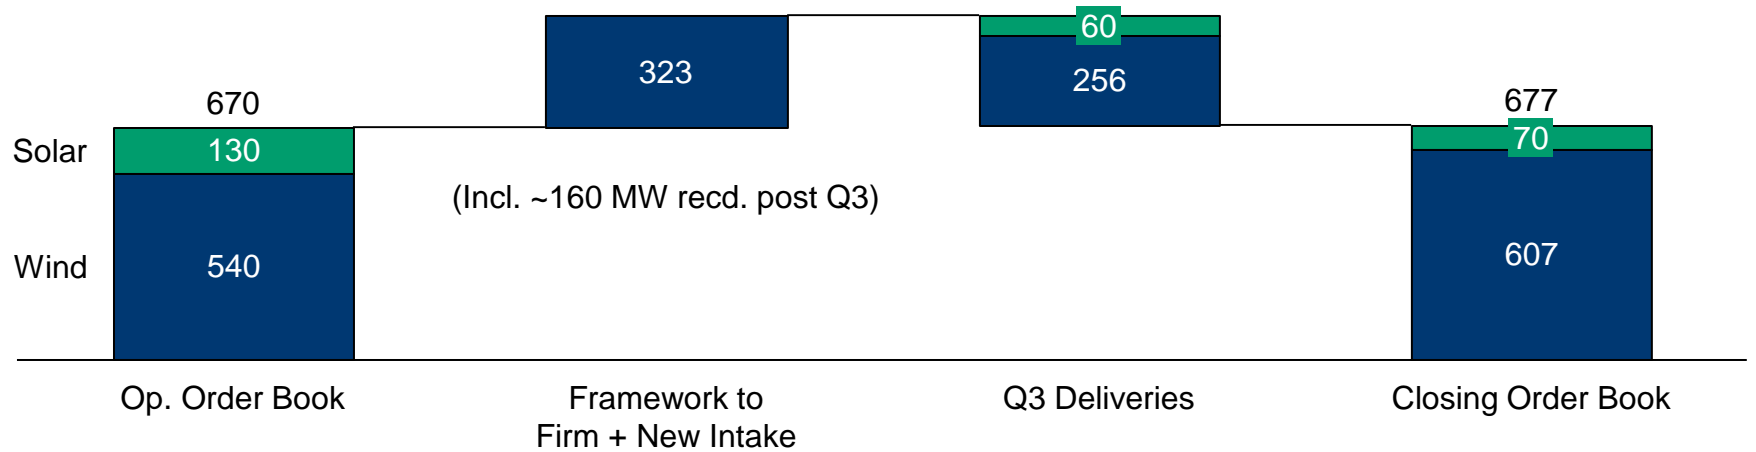 670
Solar
130
Wind
540
323
(Incl. ~160 MW recd. post Q3)
60
256
677
70
607
Op. Order Book
Framework to
Firm + New Intake
Q3 Deliveries
Closing Order Book